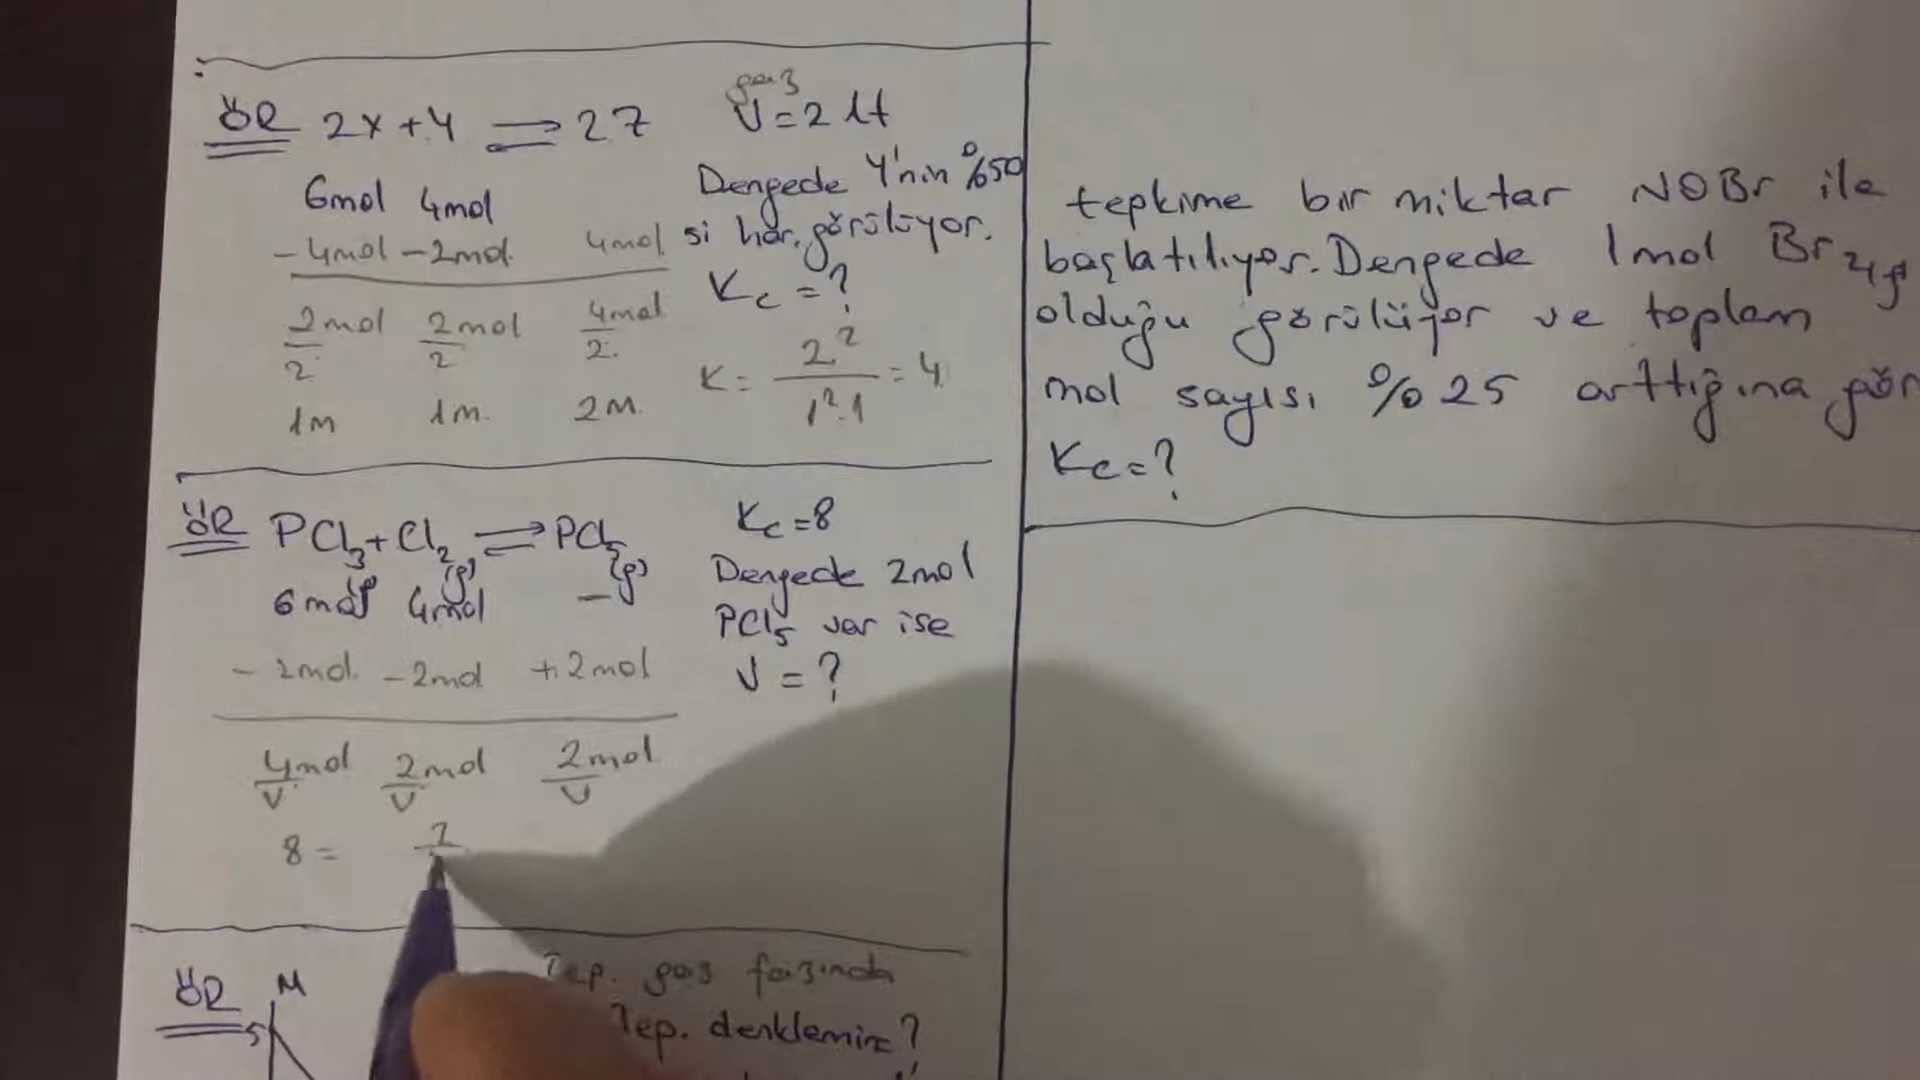 ÖR 2X + Y ⇌ 2Z
gaz
V = 2 lt
6mol 4mol
-4mol -2mol 4mol
2mol/2 2mol/2 4mol/2
1M 1M 2M
Dengede Y'nin %50
si har. görülüyor.
Kc = ?
K = 2²/1².1 = 4
ÖR PCl3(g) + Cl2(g) ⇌ PCl5(g)
6mol 4mol –
-2mol -2mol +2mol
4mol/V 2mol/V 2mol/V
8 = 2
Kc = 8
Dengede 2mol
PCl5 var ise
V = ?
ÖR M
5
Tep. gaz fazında
Tep. denklemi?
tepkime bir miktar NOBr ile
başlatılıyor. Dengede 1mol Br2(g)
olduğu görülüyor ve toplam
mol sayısı %25 arttığına gör
Kc = ?